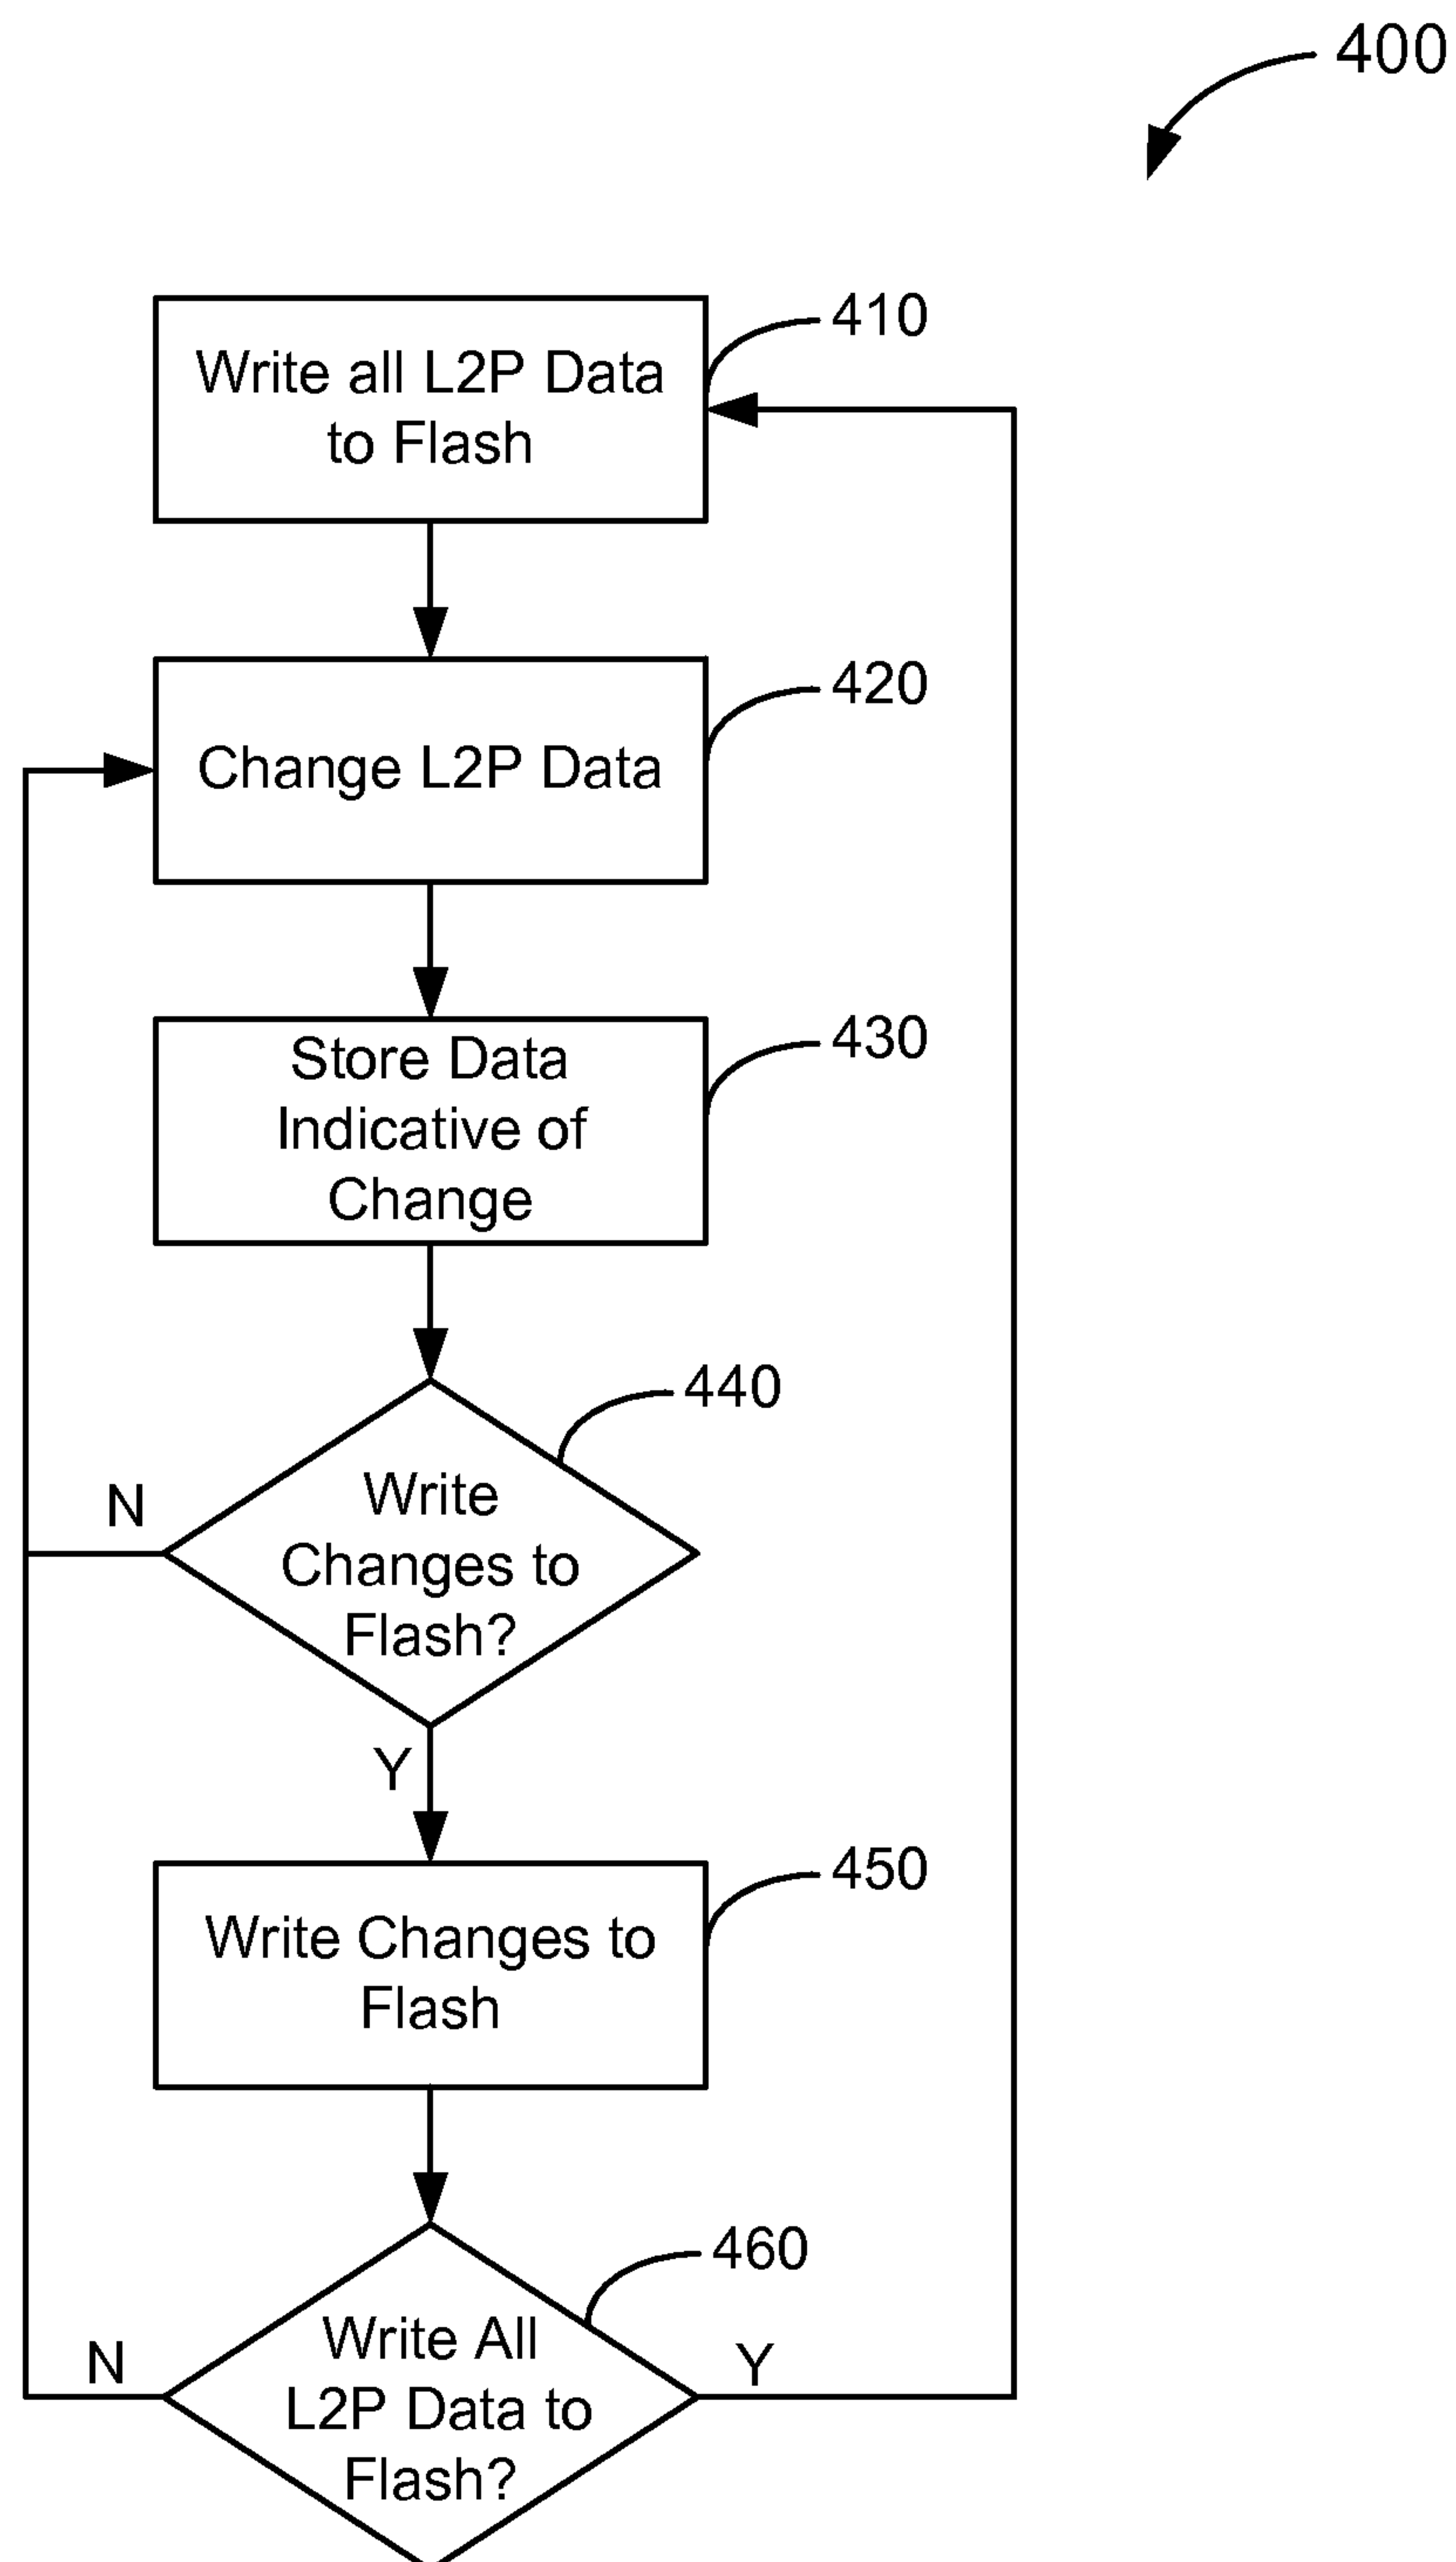 400
410
Write all L2P Data
to Flash
420
Change L2P Data
430
Store Data
Indicative of
Change
440
N
Write
Changes to
Flash?
Y
450
Write Changes to
Flash
460
N
Write All
L2P Data to
Flash?
Y